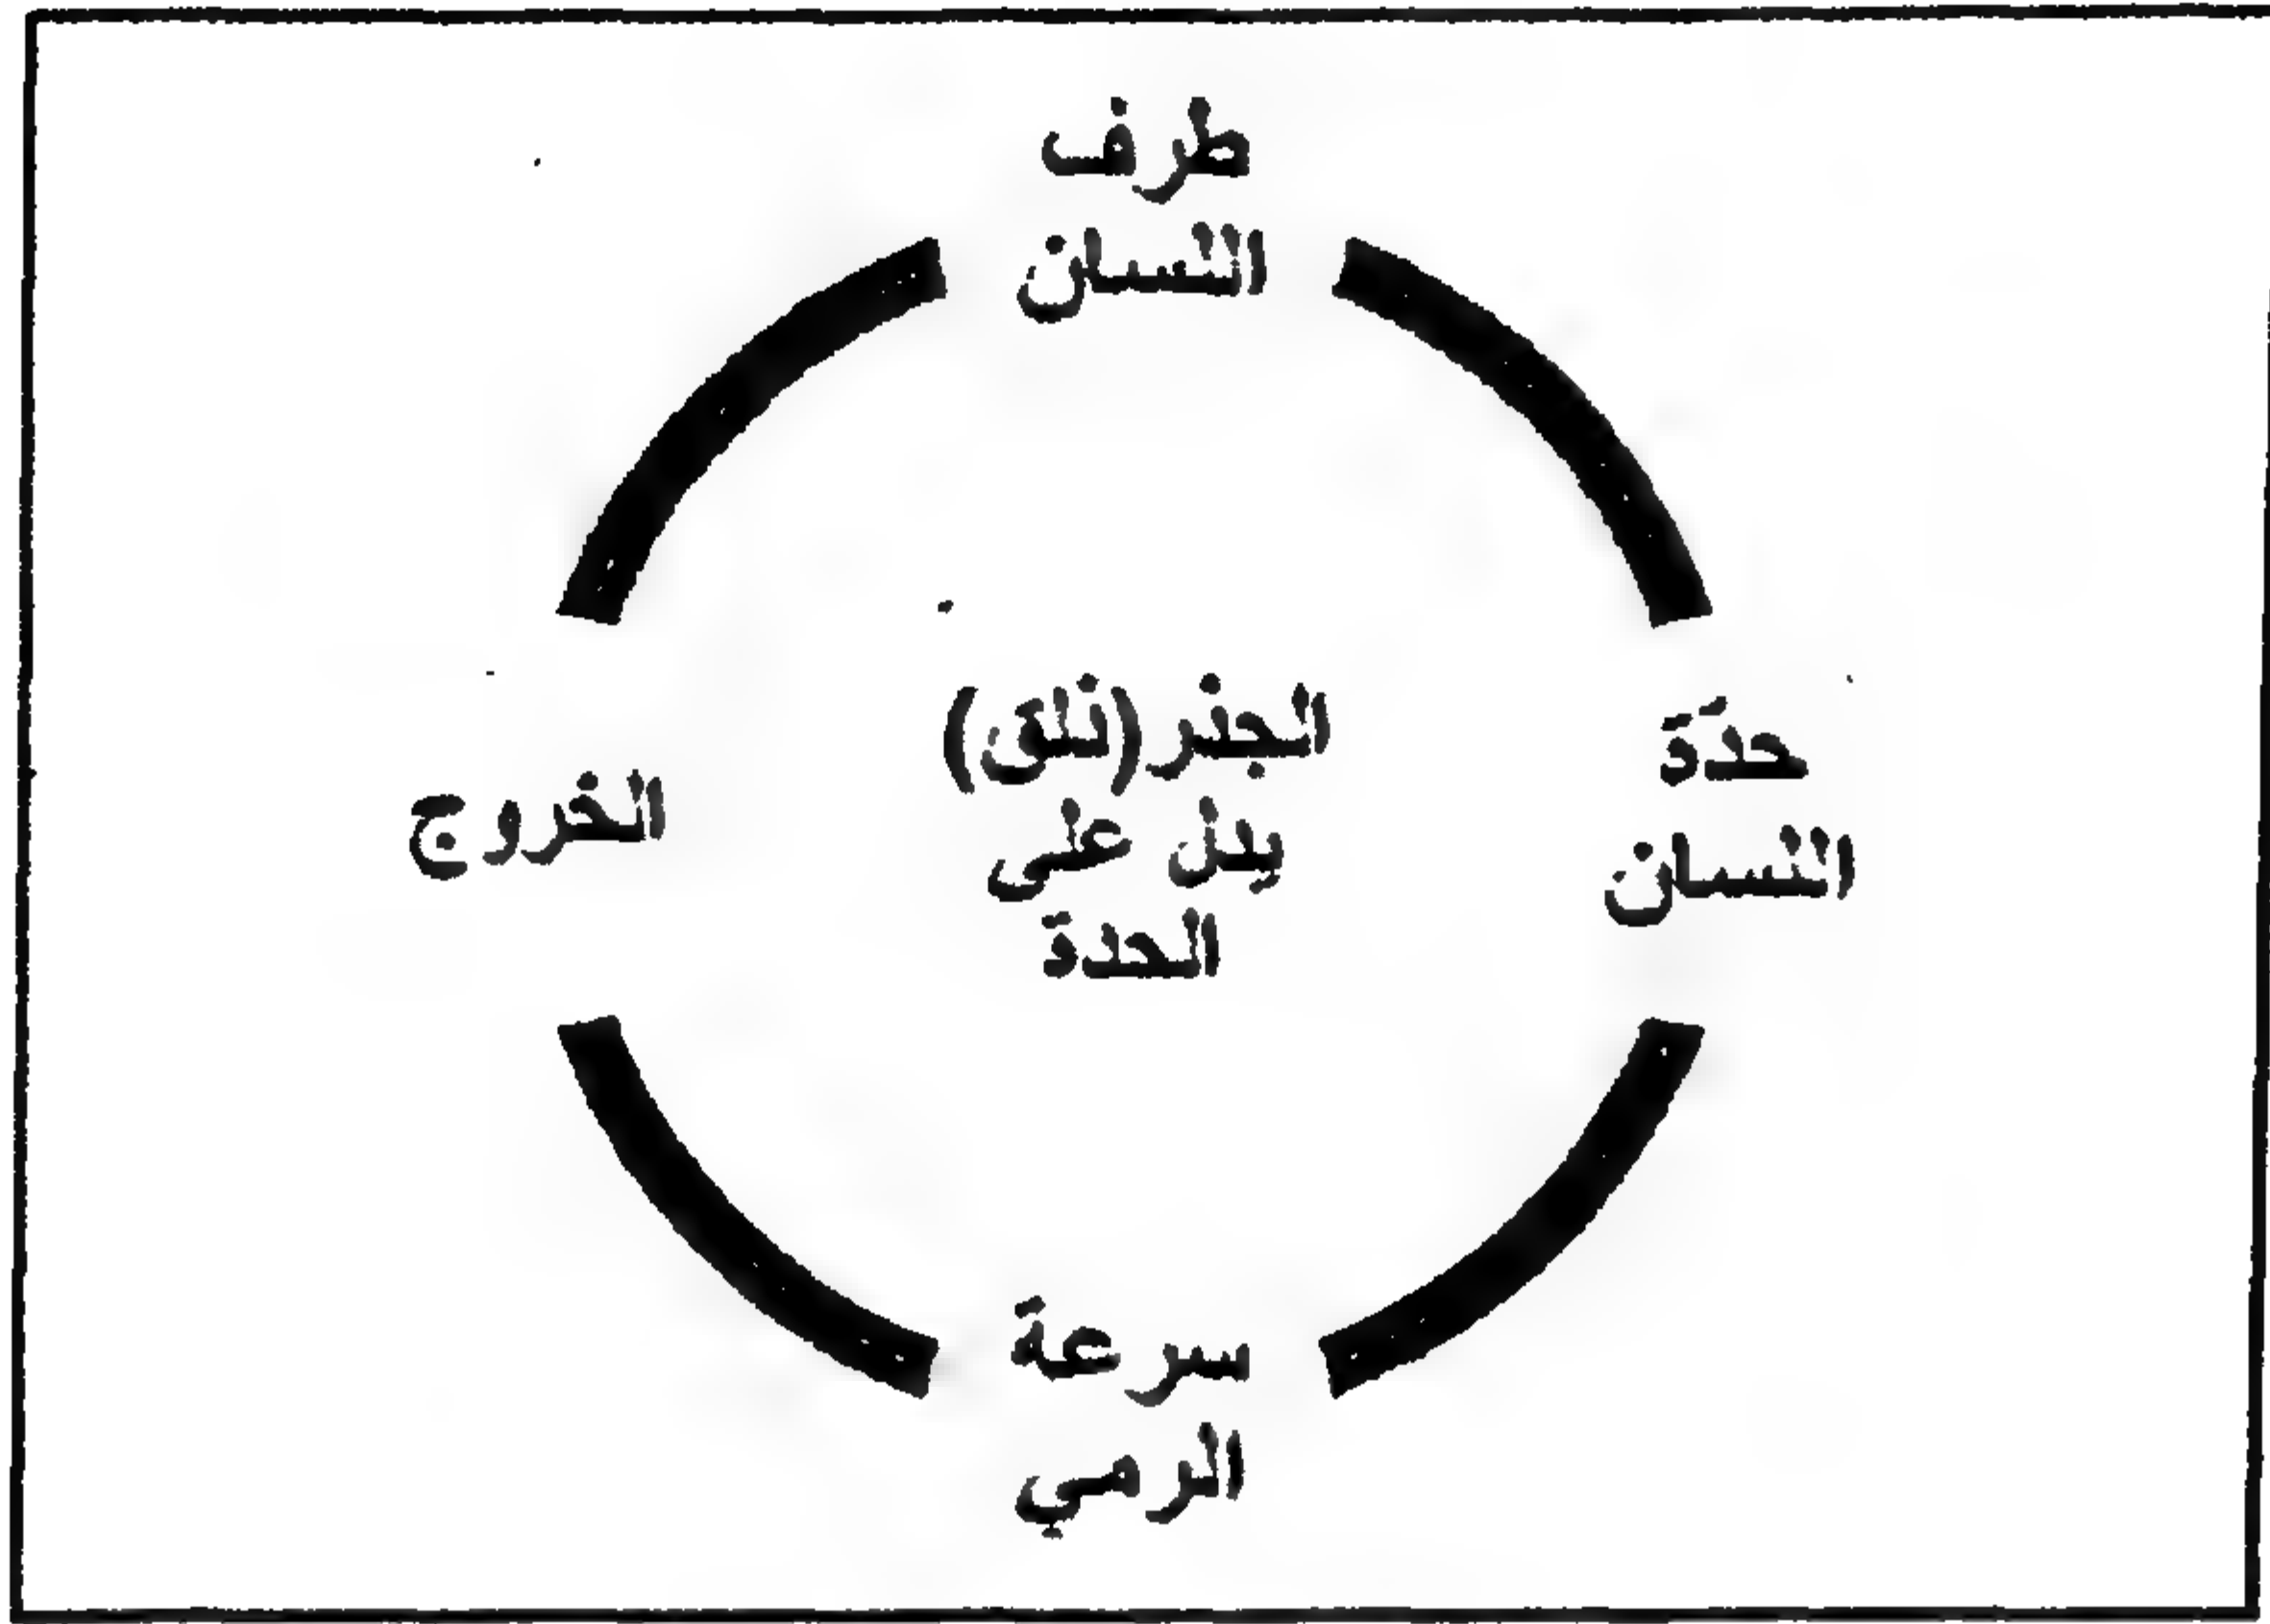 طرف
اللسان
حدّة
اللسان
الجذر (ذلق)
يدل على
الحدة
الخروج
سرعة
الرمي